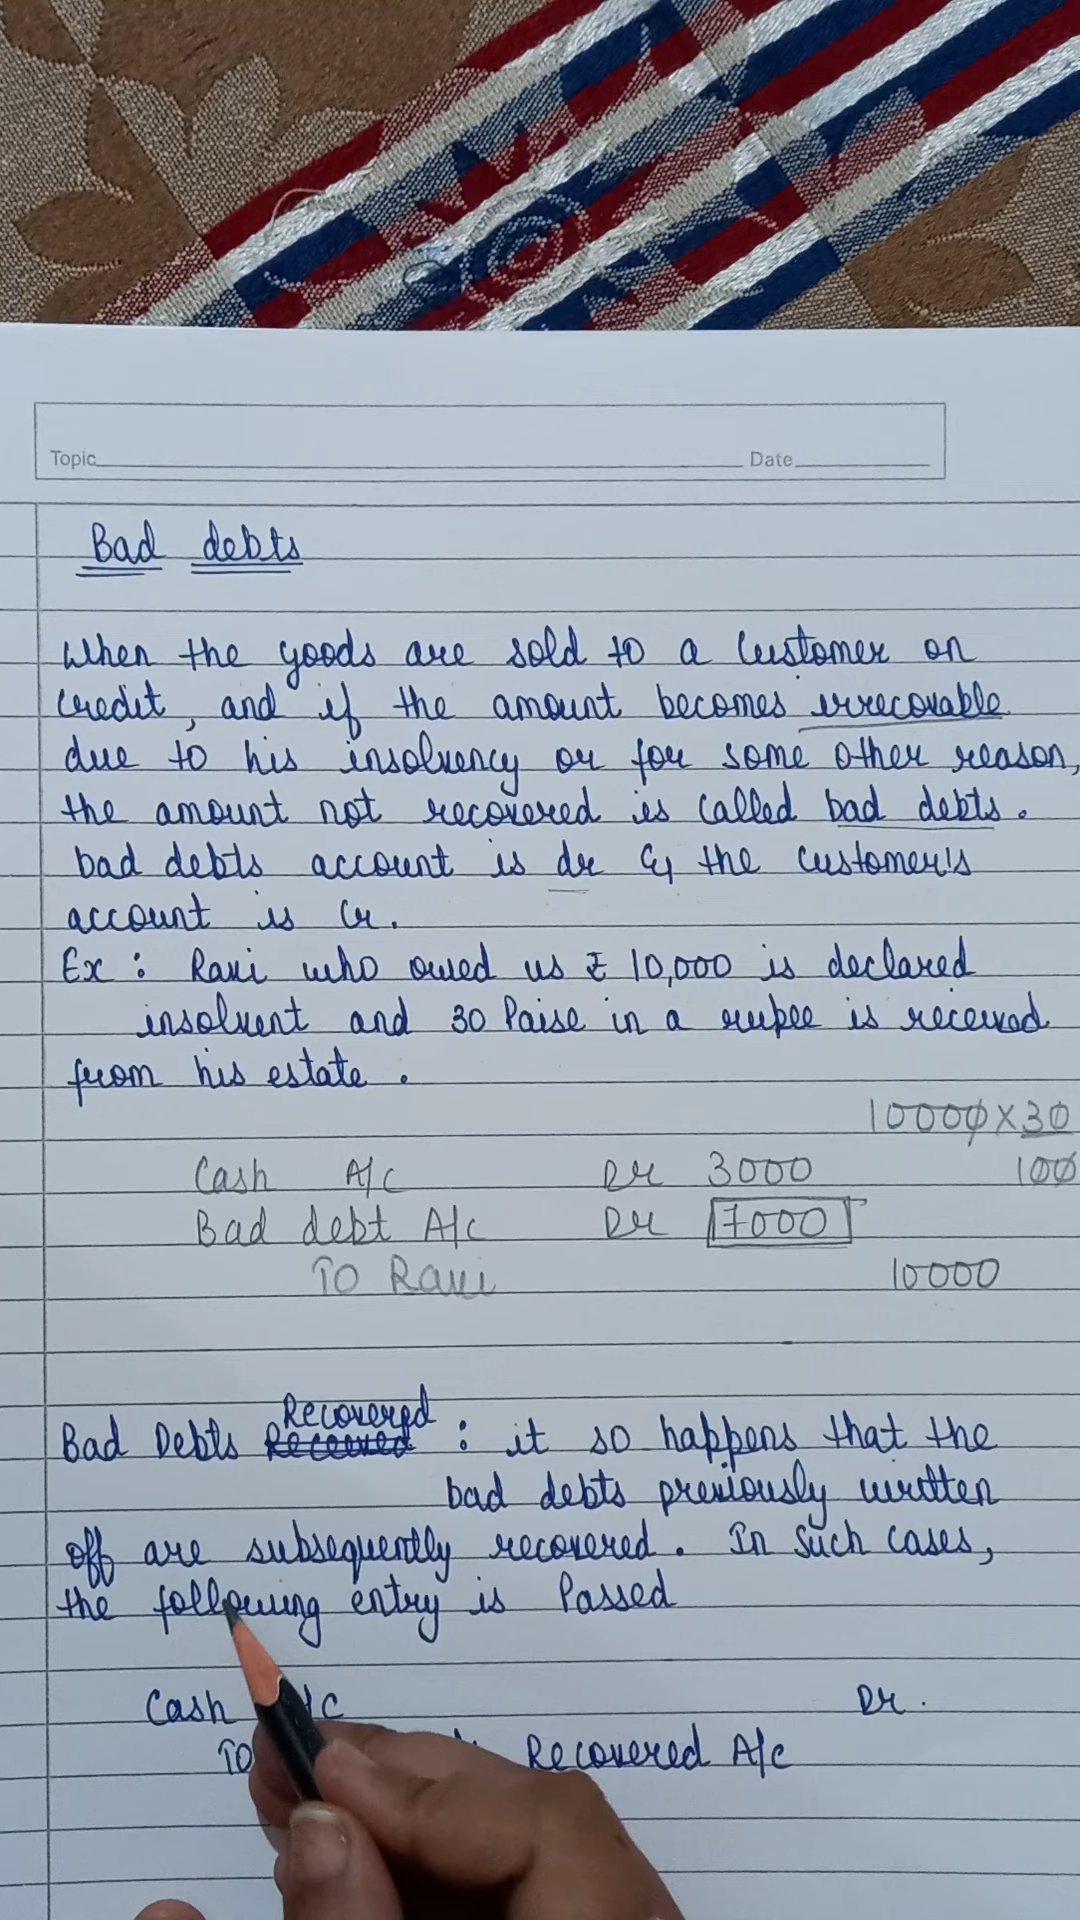 Topic Date
Bad debts
When the goods are sold to a customer on
credit, and if the amount becomes irrecovable
due to his insolvency or for some other reason,
the amount not recovered is called bad debts.
bad debts account is dr & the customer's
account is Cr.
Ex : Ravi who owed us ₹ 10,000 is declared
insolvent and 30 Paise in a rupee is received
from his estate.
10000 X 30
100
Cash A/c Dr 3000
Bad debt A/c Dr 7000
To Ravi 10000
Recovered
Bad Debts Received : it so happens that the
bad debts previously written
off are subsequently recovered. In such cases,
the following entry is Passed
Cash Dr.
To Recovered A/c